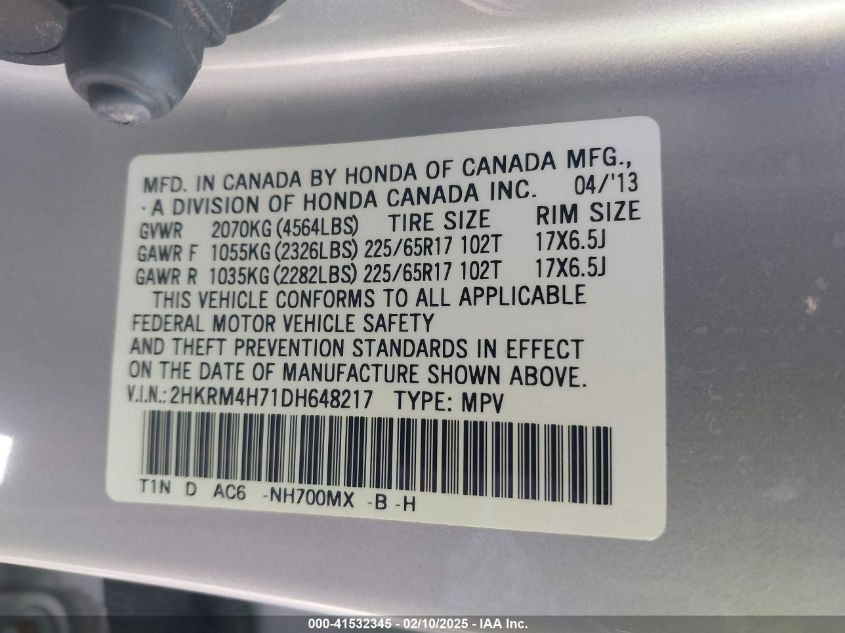 MFD. IN CANADA BY HONDA OF CANADA MFG.,
- A DIVISION OF HONDA CANADA INC. 04/'13
GVWR 2070KG (4564LBS) TIRE SIZE RIM SIZE
GAWR F 1055KG (2326LBS) 225/65R17 102T 17X6.5J
GAWR R 1035KG (2282LBS) 225/65R17 102T 17X6.5J
THIS VEHICLE CONFORMS TO ALL APPLICABLE
FEDERAL MOTOR VEHICLE SAFETY
AND THEFT PREVENTION STANDARDS IN EFFECT
ON THE DATE OF MANUFACTURE SHOWN ABOVE.
V.I.N.: 2HKRM4H71DH648217 TYPE: MPV
T1N D AC6 -NH700MX -B -H
000-41532345 - 02/10/2025 - IAA Inc.